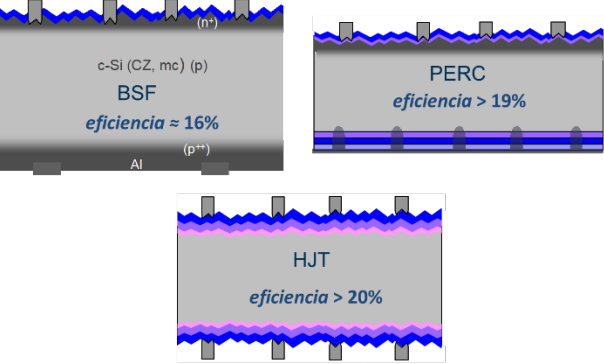 (n⁺)
c-Si (CZ, mc) (p)
BSF
eficiencia ≈ 16%
(p⁺⁺)
Al
PERC
eficiencia > 19%
HJT
eficiencia > 20%